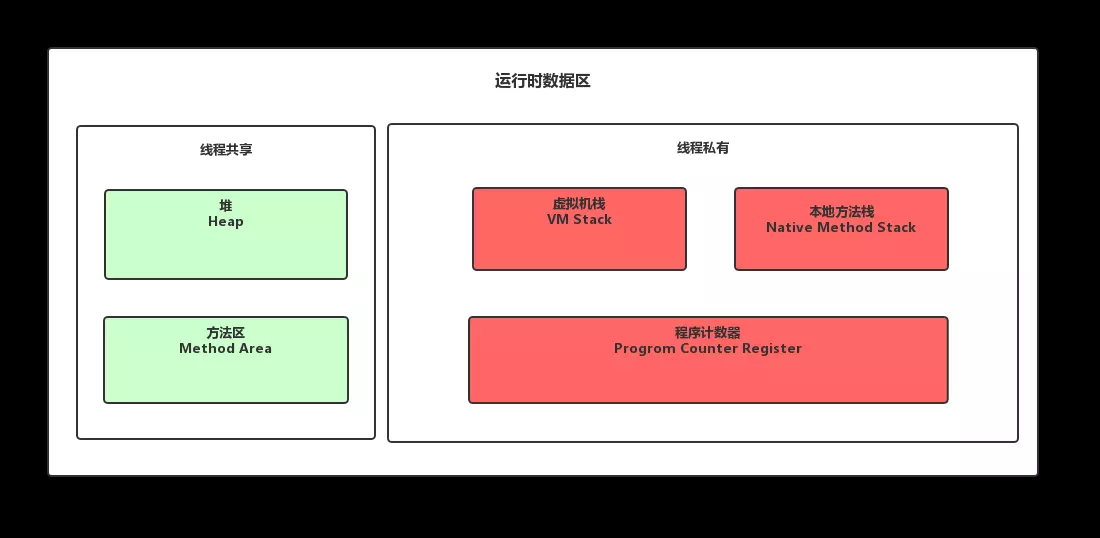 运行时数据区
线程共享
堆
Heap
方法区
Method Area
线程私有
虚拟机栈
VM Stack
本地方法栈
Native Method Stack
程序计数器
Progrom Counter Register